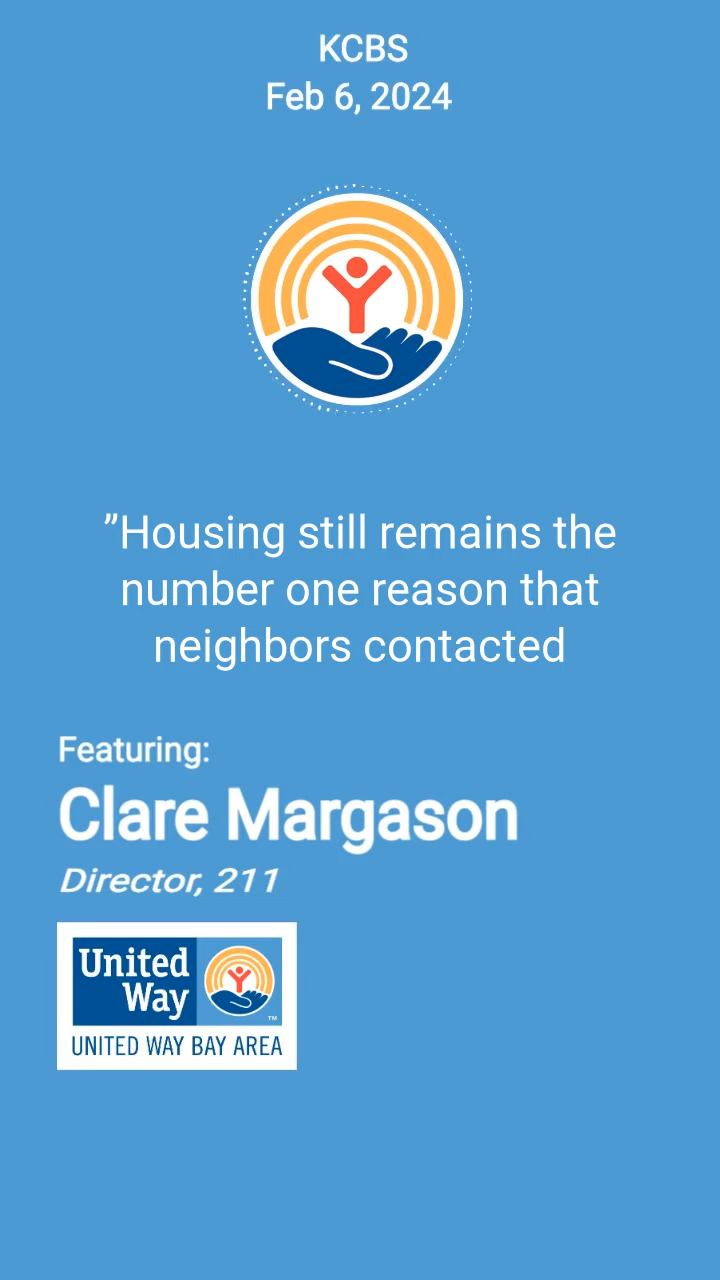 KCBS
Feb 6, 2024
”Housing still remains the
number one reason that
neighbors contacted
Featuring:
Clare Margason
Director, 211
United
Way
TM
UNITED WAY BAY AREA